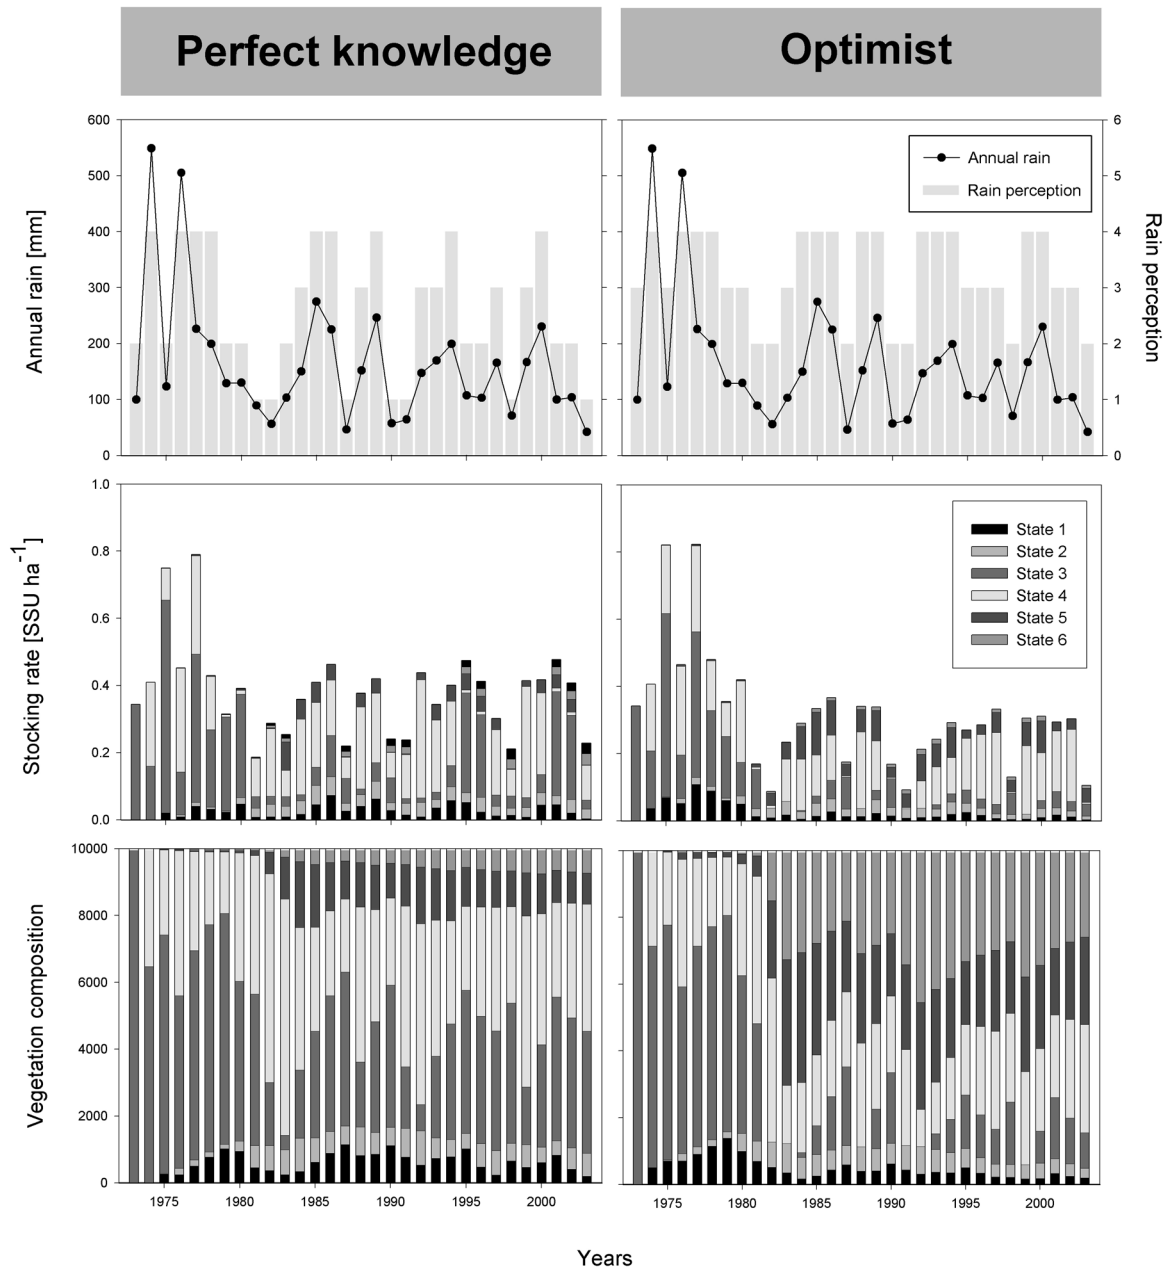 Perfect knowledge
Optimist
600
500
400
300
200
100
0
Annual rain [mm]
Annual rain
Rain perception
6
5
4
3
2
1
0
Rain perception
1.0
0.8
0.6
0.4
0.2
0.0
Stocking rate [SSU ha⁻¹]
State 1
State 2
State 3
State 4
State 5
State 6
10000
8000
6000
4000
2000
0
Vegetation composition
1975 1980 1985 1990 1995 2000
1975 1980 1985 1990 1995 2000
Years